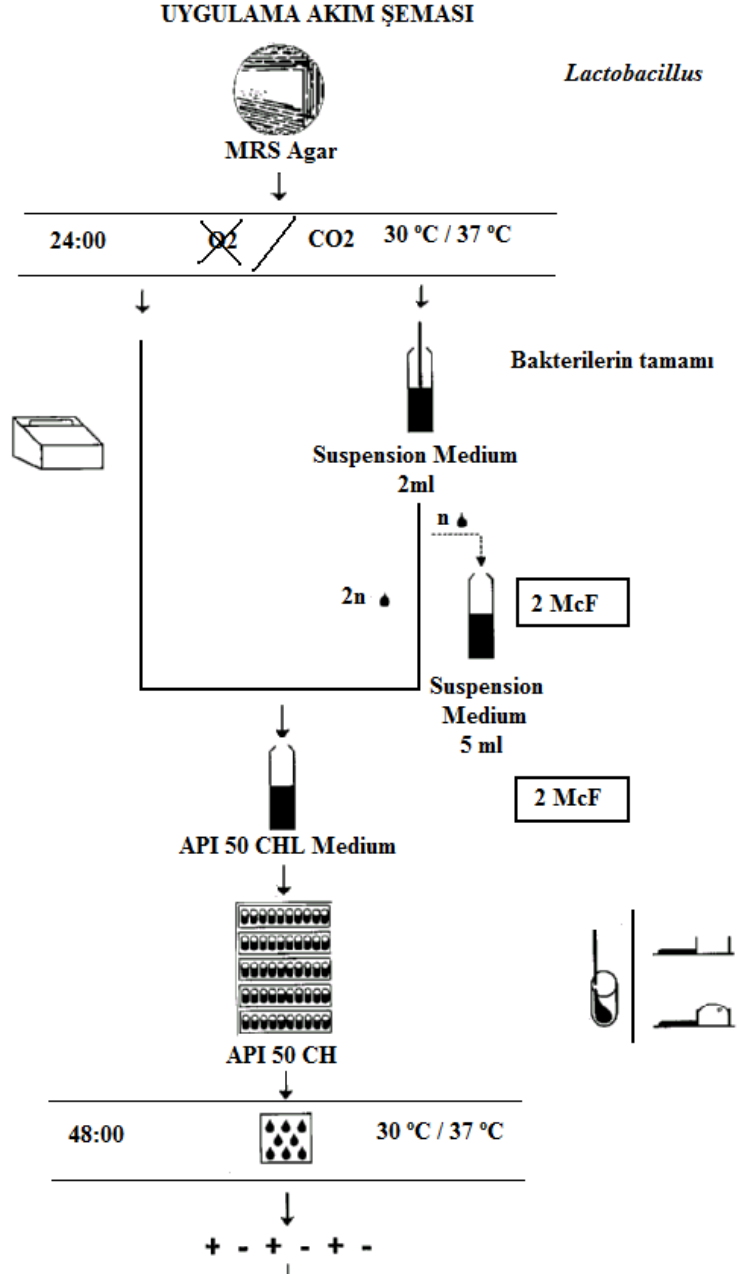 UYGULAMA AKIM ŞEMASI
Lactobacillus
MRS Agar
24:00 O2 / CO2 30 ºC / 37 ºC
Bakterilerin tamamı
Suspension Medium
2ml
n
2n
2 McF
Suspension
Medium
5 ml
2 McF
API 50 CHL Medium
API 50 CH
48:00 30 ºC / 37 ºC
+ - + - + -